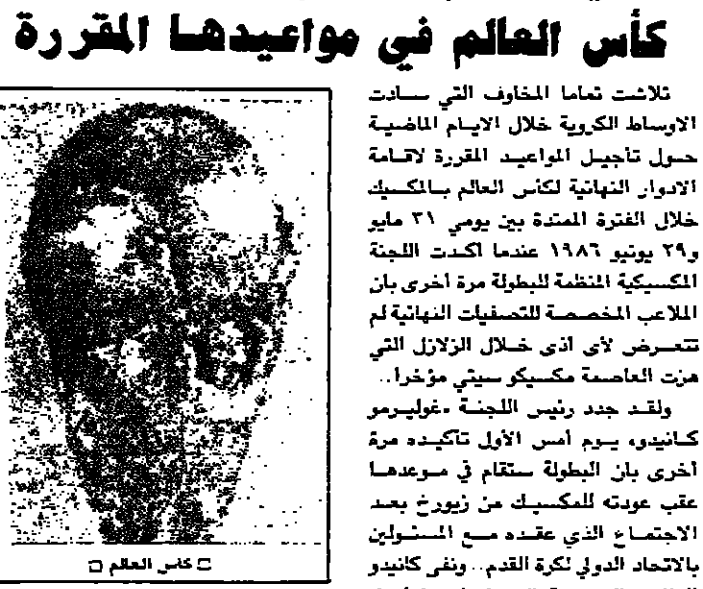 كأس العالم في مواعيدها المقررة
تلاشت تماما المخاوف التي سادت
الاوساط الكروية خلال الايام الماضية
حول تأجيل المواعيد المقررة لاقامة
الادوار النهائية لكأس العالم بالمكسيك
خلال الفترة الممتدة بين يومي ٣١ مايو
و٢٩ يونيو ١٩٨٦ عندما اكدت اللجنة
المكسيكية المنظمة للبطولة مرة أخرى بان
الملاعب المخصصة للتصفيات النهائية لم
تتعرض لأى اذى خلال الزلازل التي
هزت العاصمة مكسيكو سيتي مؤخرا..
ولقد جدد رئيس اللجنة «غوليرمو
كانيدو» يوم أمس الأول تاكيده مرة
أخرى بان البطولة ستقام في موعدها
عقب عودته للمكسيك من زيورخ بعد
الاجتماع الذي عقده مع المسئولين
بالاتحاد الدولي لكرة القدم.. ونفى كانيدو
□ كأس العالم □